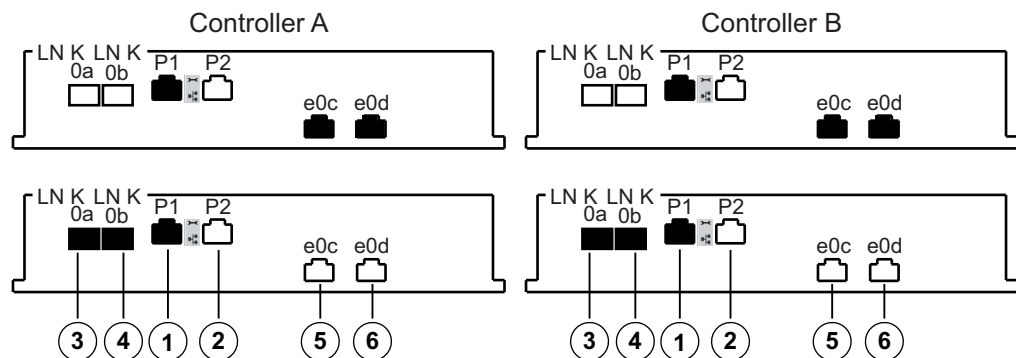 Controller A
Controller B
LN K LN K
0a 0b P1 P2
e0c e0d
LN K LN K
0a 0b P1 P2
e0c e0d
LN K LN K
0a 0b P1 P2
e0c e0d
LN K LN K
0a 0b P1 P2
e0c e0d
3 4 1 2 5 6
3 4 1 2 5 6